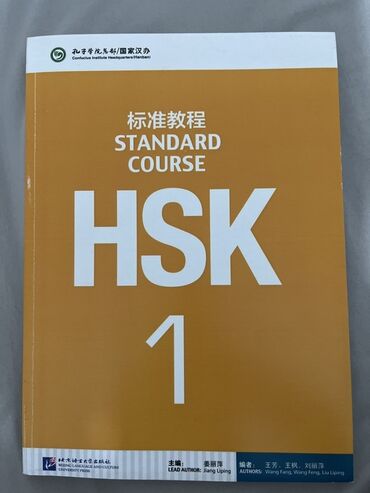 孔子学院总部/国家汉办
Confucius Institute Headquarters(Hanban)
标准教程
STANDARD
COURSE
HSK
1
北京语言大学出版社
BEIJING LANGUAGE AND CULTURE
UNIVERSITY PRESS
主编： 姜丽萍
LEAD AUTHOR: Jiang Liping
编者： 王芳、王枫、刘丽萍
AUTHORS: Wang Fang, Wang Feng, Liu Liping